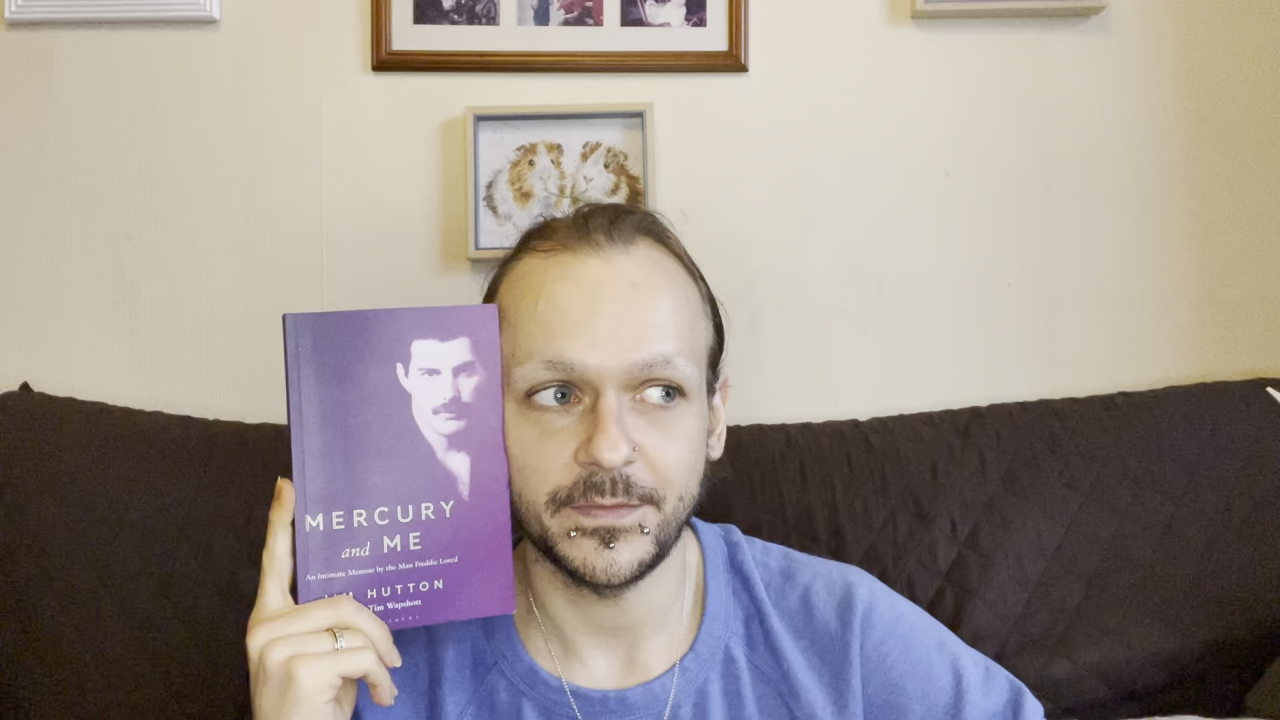 MERCURY
and ME
An Intimate Memoir by the Man Freddie Loved
HUTTON
Tim Wapshott